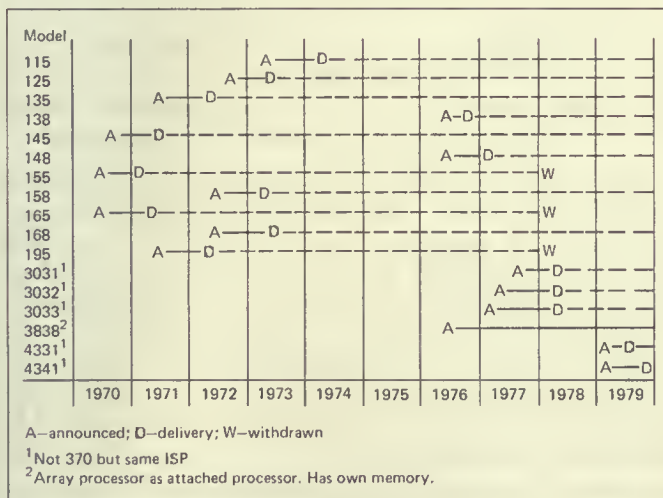 Model
115 A D
125 A D
135 A D
138 A D
145 A D
148 A D
155 A D W
158 A D
165 A D W
168 A D
195 A D W
3031¹ A D
3032¹ A D
3033¹ A D
3838² A
4331¹ A D
4341¹ A D
1970 1971 1972 1973 1974 1975 1976 1977 1978 1979
A—announced; D—delivery; W—withdrawn
¹Not 370 but same ISP
²Array processor as attached processor. Has own memory.